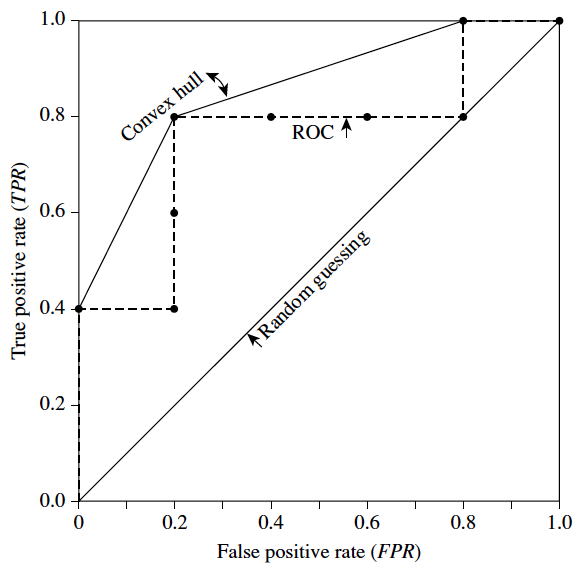 1.0
Convex hull
0.8
ROC
True positive rate (TPR)
0.6
Random guessing
0.4
0.2
0.0
0 0.2 0.4 0.6 0.8 1.0
False positive rate (FPR)